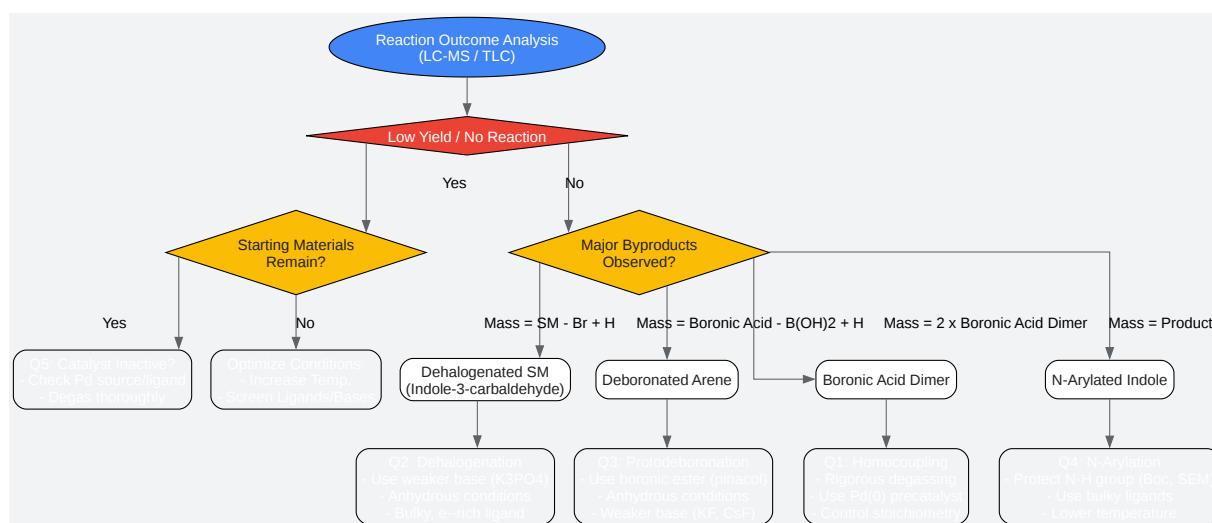 Reaction Outcome Analysis
(LC-MS / TLC)
Low Yield / No Reaction
Yes
No
Starting Materials
Remain?
Major Byproducts
Observed?
Yes
No
Mass = SM - Br + H
Mass = Boronic Acid - B(OH)2 + H
Mass = 2 x Boronic Acid Dimer
Mass = Product
Q5: Catalyst Inactive?
- Check Pd source/ligand
- Degas thoroughly
Optimize Conditions:
- Increase Temp.
- Screen Ligands/Bases
Dehalogenated SM
(Indole-3-carbaldehyde)
Deboronated Arene
Boronic Acid Dimer
N-Arylated Indole
Q2: Dehalogenation
- Use weaker base (K3PO4)
- Anhydrous conditions
- Bulky, e--rich ligand
Q3: Protodeboronation
- Use boronic ester (pinacol)
- Anhydrous conditions
- Weaker base (KF, CsF)
Q1: Homocoupling
- Rigorous degassing
- Use Pd(0) precatalyst
- Control stoichiometry
Q4: N-Arylation
- Protect N-H group (Boc, SEM)
- Use bulky ligands
- Lower temperature